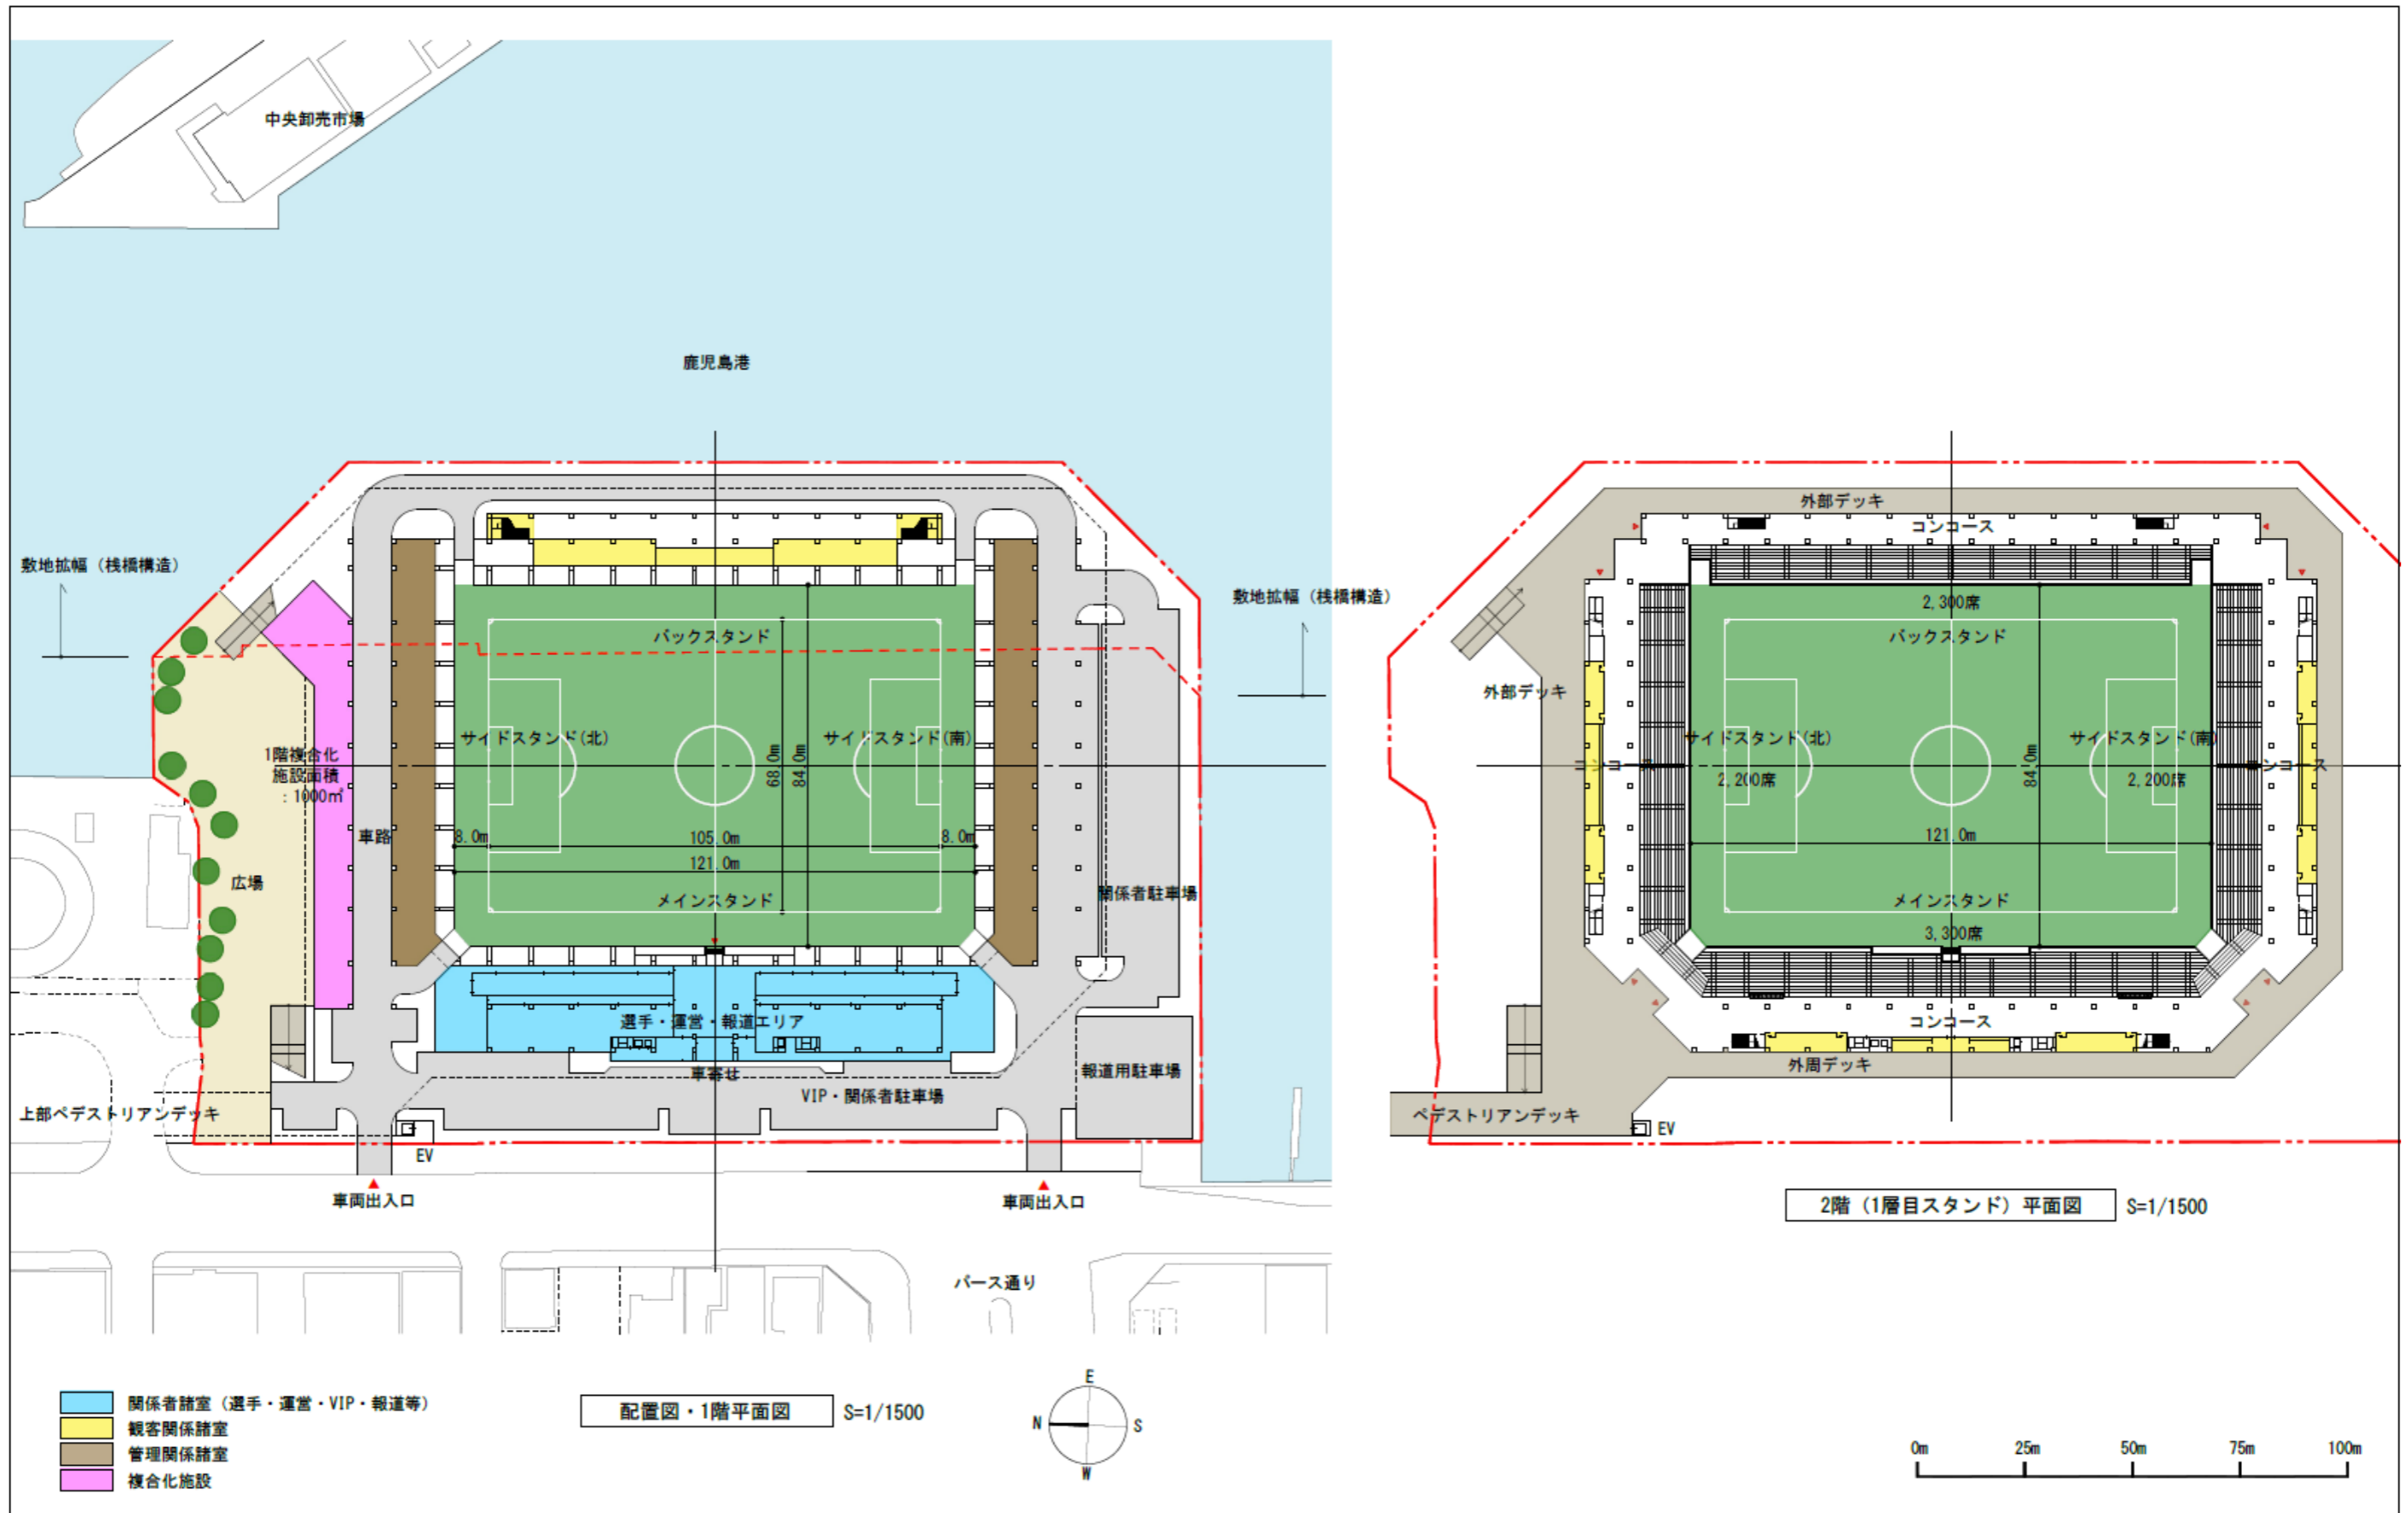 中央卸売市場
鹿児島港
敷地拡幅（桟橋構造）
敷地拡幅（桟橋構造）
バックスタンド
サイドスタンド(北)
サイドスタンド(南)
68.0m
84.0m
1階複合化
施設面積
：1000㎡
車路
8.0m
105.0m
8.0m
121.0m
広場
メインスタンド
関係者駐車場
選手・運営・報道エリア
車寄せ
VIP・関係者駐車場
報道用駐車場
上部ペデストリアンデッキ
EV
車両出入口
車両出入口
パース通り
外部デッキ
コンコース
2,300席
バックスタンド
外部デッキ
サイドスタンド(北)
サイドスタンド(南)
コンコース
コンコース
2,200席
2,200席
84.0m
121.0m
メインスタンド
3,300席
コンコース
外周デッキ
ペデストリアンデッキ
EV
2階（1層目スタンド）平面図
S=1/1500
関係者諸室（選手・運営・VIP・報道等）
観客関係諸室
管理関係諸室
複合化施設
配置図・1階平面図
S=1/1500
E
N
S
W
0m
25m
50m
75m
100m